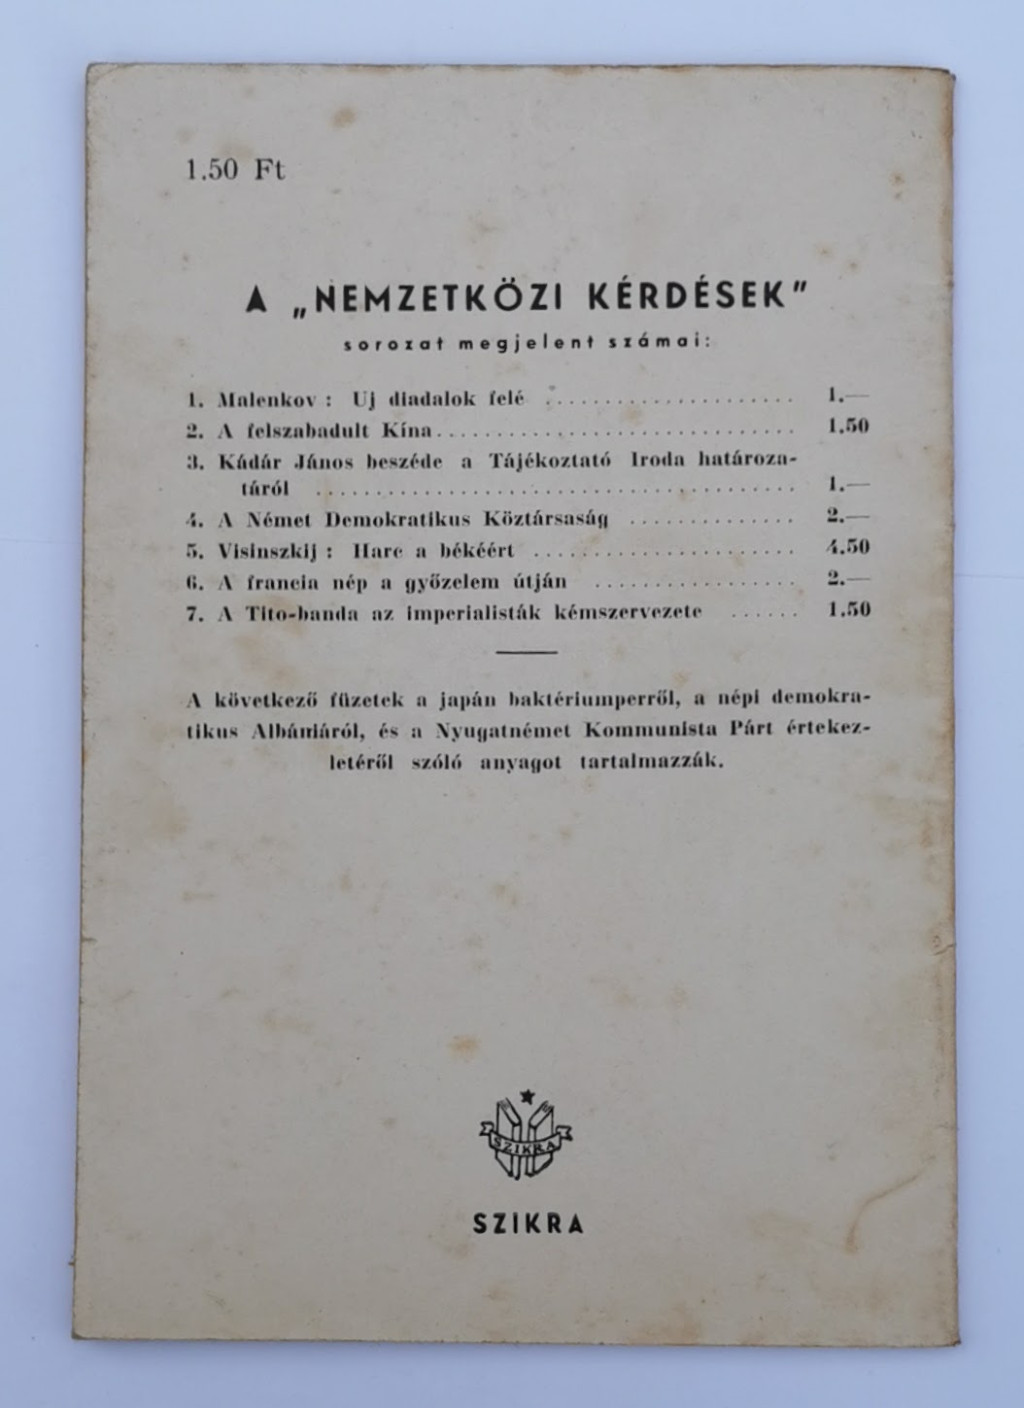 1.50 Ft
A „NEMZETKÖZI KÉRDÉSEK"
sorozat megjelent számai:
1. Malenkov : Uj diadalok felé .................... 1.—
2. A felszabadult Kína .............................. 1.50
3. Kádár János beszéde a Tájékoztató Iroda határoza-
táról ........................................ 1.—
4. A Német Demokratikus Köztársaság .............. 2.—
5. Visinszkij : Harc a békéért ...................... 4.50
6. A francia nép a győzelem útján ................. 2.—
7. A Tito-banda az imperialisták kémszervezete ...... 1.50
A következő füzetek a japán baktériumperről, a népi demokra-
tikus Albániáról, és a Nyugatnémet Kommunista Párt értekez-
letéről szóló anyagot tartalmazzák.
SZIKRA
SZIKRA